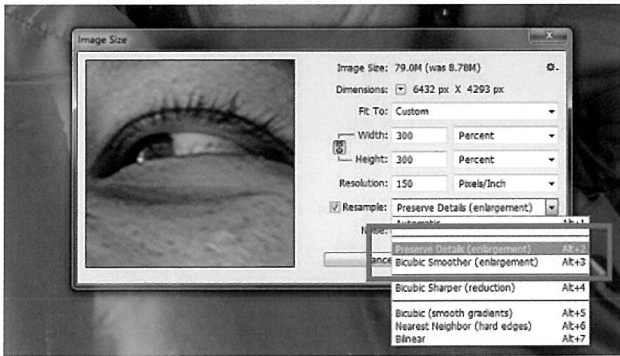 Image Size
Image Size: 79.0M (was 8.78M)
Dimensions: 6432 px X 4293 px
Fit To: Custom
Width: 300 Percent
Height: 300 Percent
Resolution: 150 Pixels/Inch
Resample: Preserve Details (enlargement)
Automatic Alt+1
Preserve Details (enlargement) Alt+2
Bicubic Smoother (enlargement) Alt+3
Bicubic Sharper (reduction) Alt+4
Bicubic (smooth gradients) Alt+5
Nearest Neighbor (hard edges) Alt+6
Bilinear Alt+7